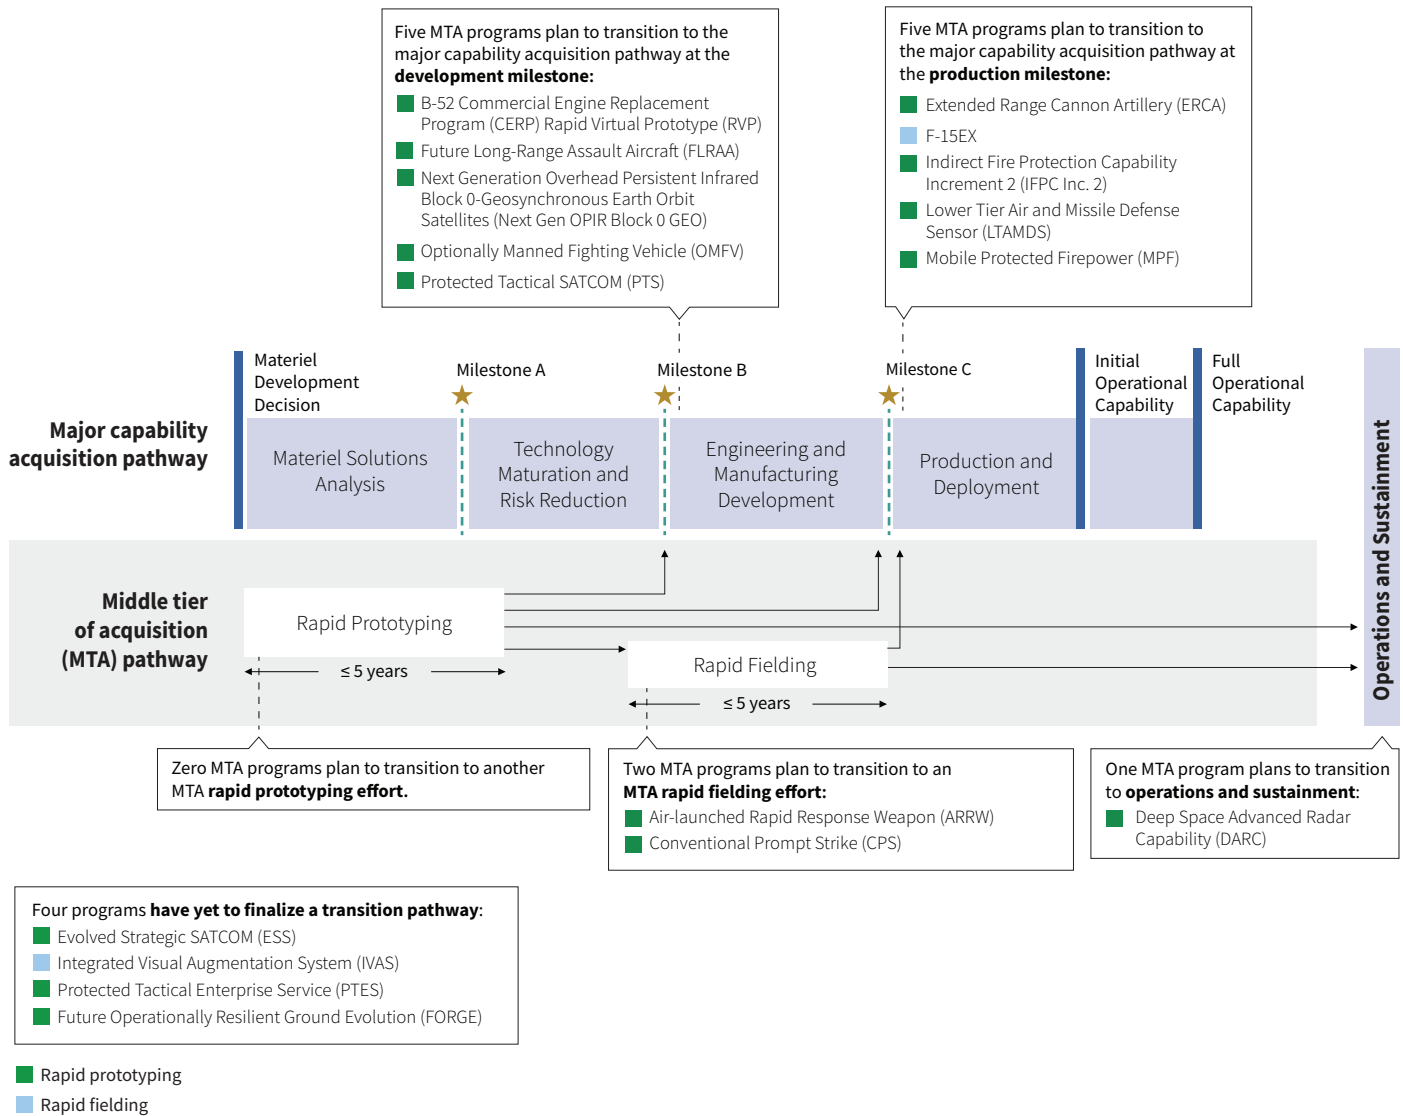 Five MTA programs plan to transition to the
major capability acquisition pathway at the
development milestone:
B-52 Commercial Engine Replacement
Program (CERP) Rapid Virtual Prototype (RVP)
Future Long-Range Assault Aircraft (FLRAA)
Next Generation Overhead Persistent Infrared
Block 0-Geosynchronous Earth Orbit
Satellites (Next Gen OPIR Block 0 GEO)
Optionally Manned Fighting Vehicle (OMFV)
Protected Tactical SATCOM (PTS)
Five MTA programs plan to transition to
the major capability acquisition pathway at
the production milestone:
Extended Range Cannon Artillery (ERCA)
F-15EX
Indirect Fire Protection Capability
Increment 2 (IFPC Inc. 2)
Lower Tier Air and Missile Defense
Sensor (LTAMDS)
Mobile Protected Firepower (MPF)
Materiel
Development
Decision
Milestone A
Milestone B
Milestone C
Initial
Operational
Capability
Full
Operational
Capability
Major capability
acquisition pathway
Materiel Solutions
Analysis
Technology
Maturation and
Risk Reduction
Engineering and
Manufacturing
Development
Production and
Deployment
Operations and Sustainment
Middle tier
of acquisition
(MTA) pathway
Rapid Prototyping
≤ 5 years
Rapid Fielding
≤ 5 years
Zero MTA programs plan to transition to another
MTA rapid prototyping effort.
Two MTA programs plan to transition to an
MTA rapid fielding effort:
Air-launched Rapid Response Weapon (ARRW)
Conventional Prompt Strike (CPS)
One MTA program plans to transition
to operations and sustainment:
Deep Space Advanced Radar
Capability (DARC)
Four programs have yet to finalize a transition pathway:
Evolved Strategic SATCOM (ESS)
Integrated Visual Augmentation System (IVAS)
Protected Tactical Enterprise Service (PTES)
Future Operationally Resilient Ground Evolution (FORGE)
Rapid prototyping
Rapid fielding